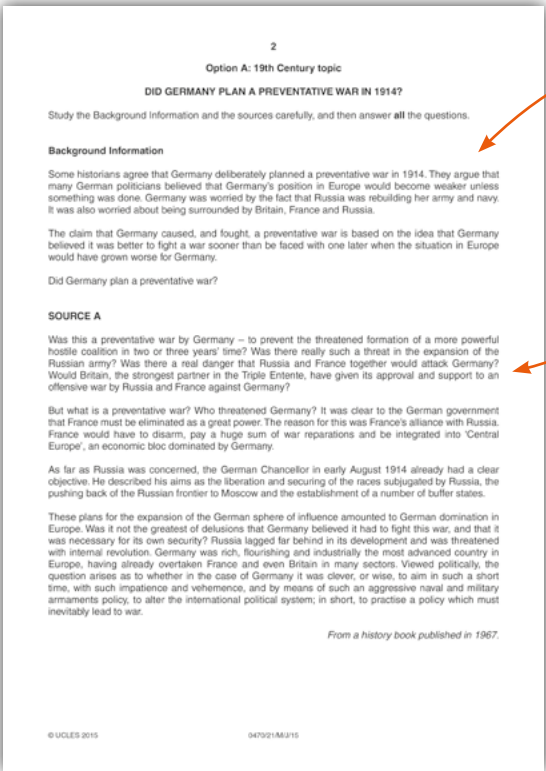 2
Option A: 19th Century topic
DID GERMANY PLAN A PREVENTATIVE WAR IN 1914?
Study the Background Information and the sources carefully, and then answer all the questions.
Background Information
Some historians agree that Germany deliberately planned a preventative war in 1914. They argue that
many German politicians believed that Germany's position in Europe would become weaker unless
something was done. Germany was worried by the fact that Russia was rebuilding her army and navy.
It was also worried about being surrounded by Britain, France and Russia.
The claim that Germany caused, and fought, a preventative war is based on the idea that Germany
believed it was better to fight a war sooner than be faced with one later when the situation in Europe
would have grown worse for Germany.
Did Germany plan a preventative war?
SOURCE A
Was this a preventative war by Germany – to prevent the threatened formation of a more powerful
hostile coalition in two or three years' time? Was there really such a threat in the expansion of the
Russian army? Was there a real danger that Russia and France together would attack Germany?
Would Britain, the strongest partner in the Triple Entente, have given its approval and support to an
offensive war by Russia and France against Germany?
But what is a preventative war? Who threatened Germany? It was clear to the German government
that France must be eliminated as a great power. The reason for this was France's alliance with Russia.
France would have to disarm, pay a huge sum of war reparations and be integrated into 'Central
Europe', an economic bloc dominated by Germany.
As far as Russia was concerned, the German Chancellor in early August 1914 already had a clear
objective. He described his aims as the liberation and securing of the races subjugated by Russia, the
pushing back of the Russian frontier to Moscow and the establishment of a number of buffer states.
These plans for the expansion of the German sphere of influence amounted to German domination in
Europe. Was it not the greatest of delusions that Germany believed it had to fight this war, and that it
was necessary for its own security? Russia lagged far behind in its development and was threatened
with internal revolution. Germany was rich, flourishing and industrially the most advanced country in
Europe, having already overtaken France and even Britain in many sectors. Viewed politically, the
question arises as to whether in the case of Germany it was clever, or wise, to aim in such a short
time, with such impatience and vehemence, and by means of such an aggressive naval and military
armaments policy, to alter the international political system; in short, to practise a policy which must
inevitably lead to war.
From a history book published in 1967.
© UCLES 2015
0470/21/M/J/15